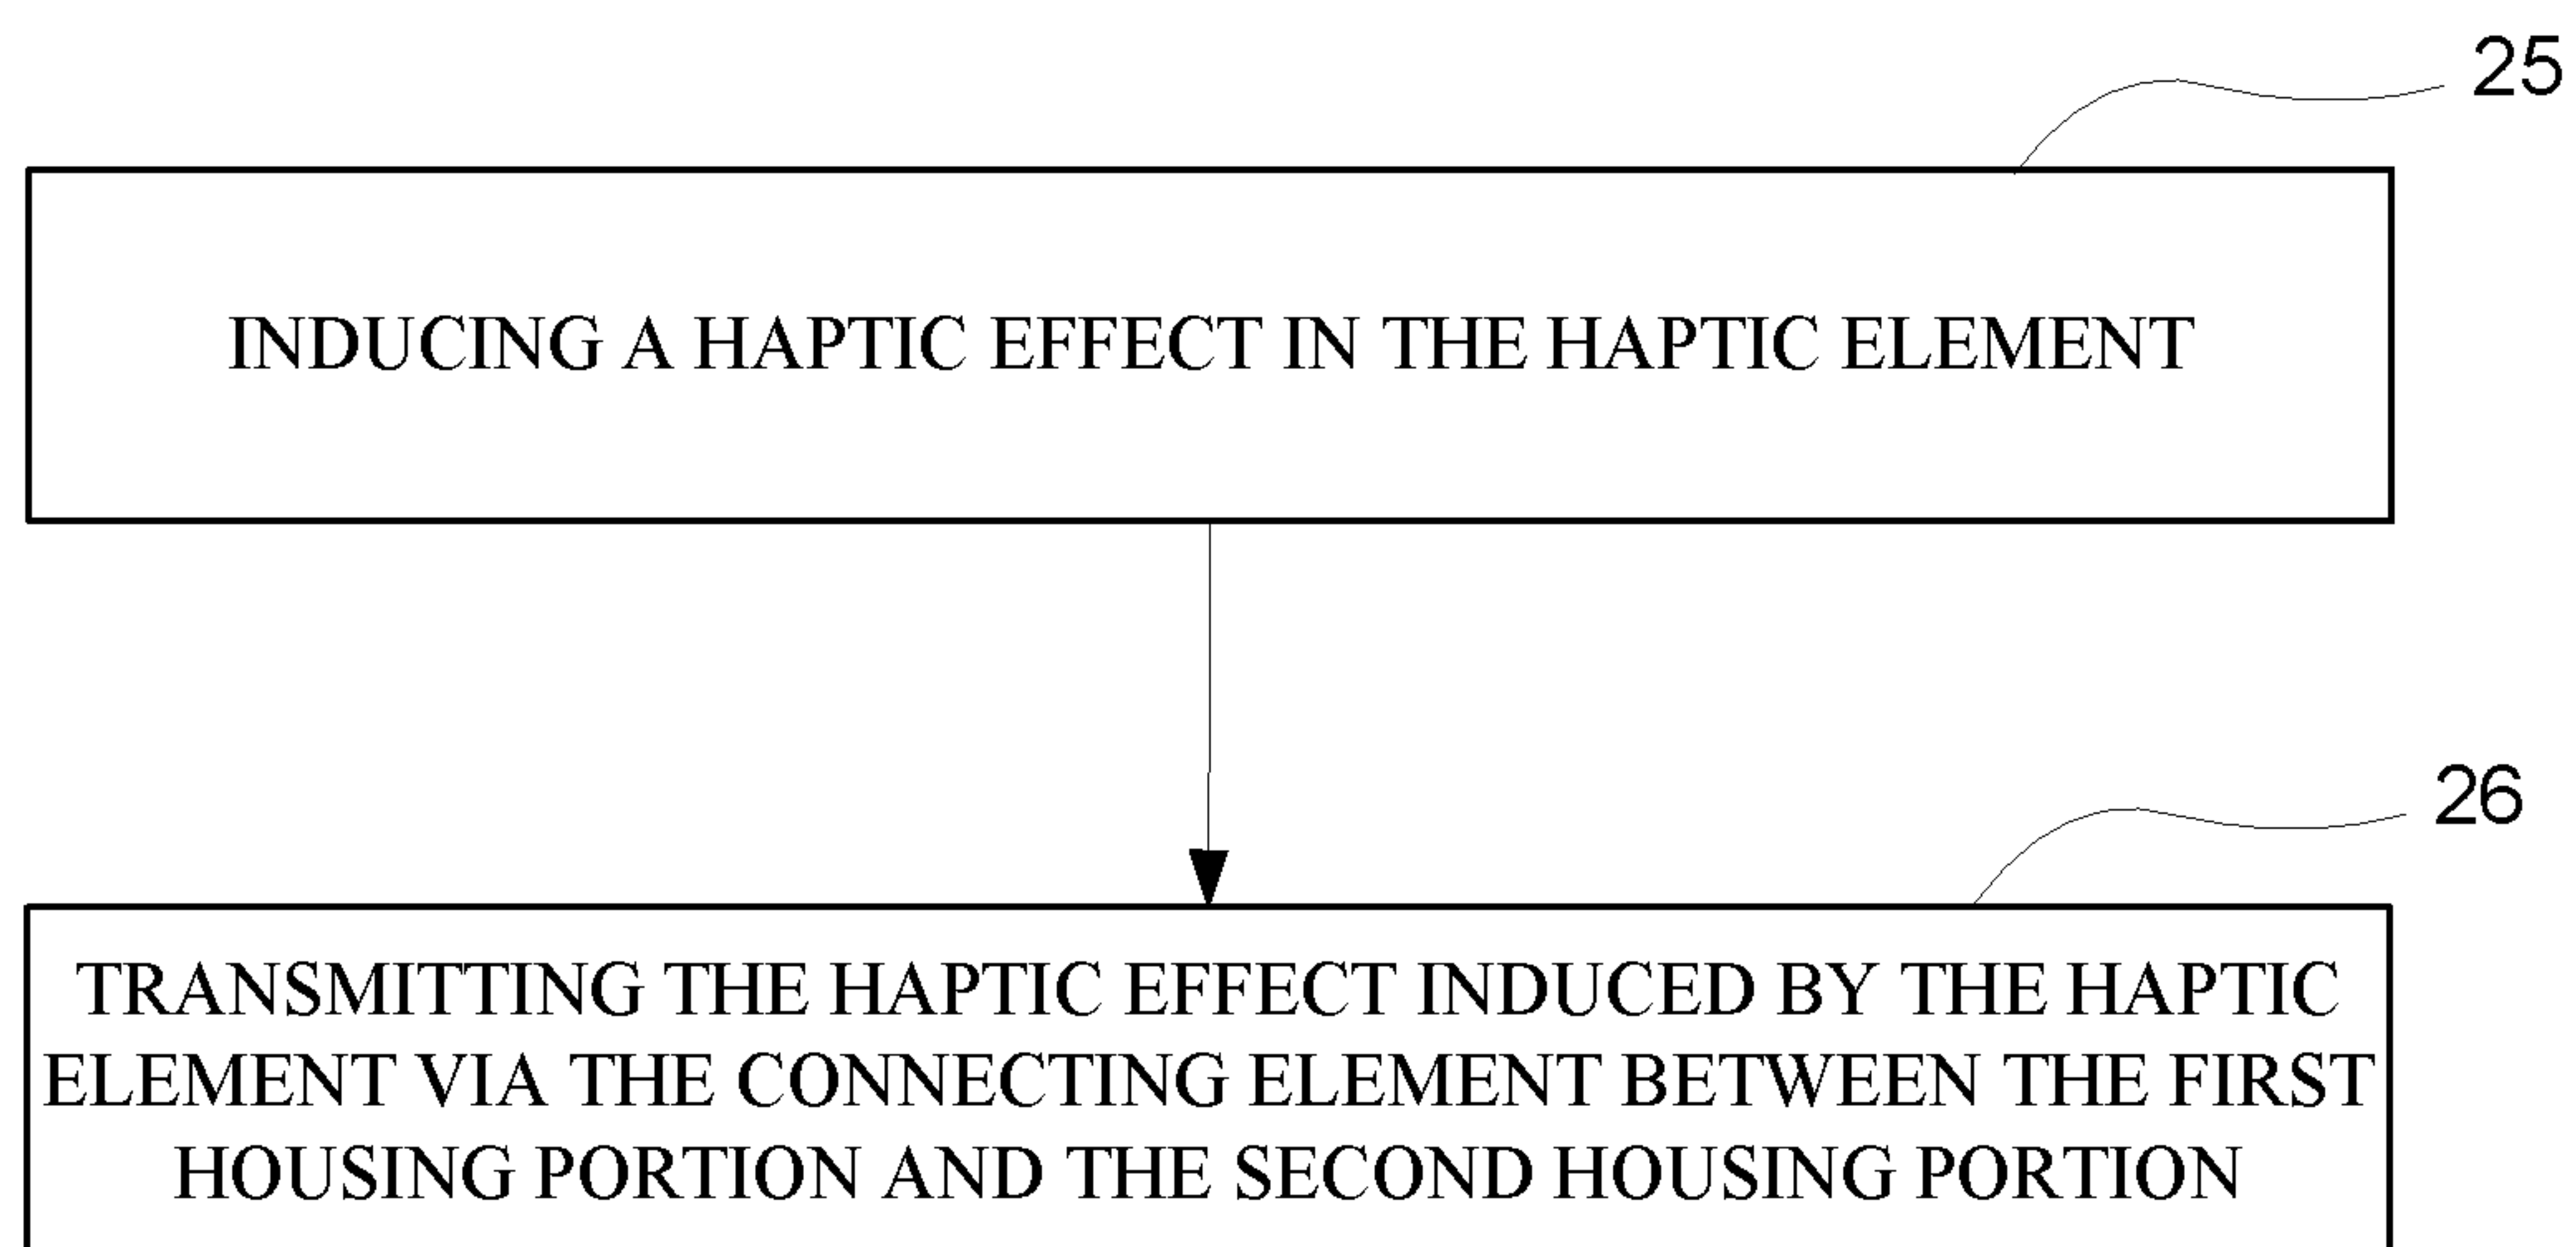 25
INDUCING A HAPTIC EFFECT IN THE HAPTIC ELEMENT
26
TRANSMITTING THE HAPTIC EFFECT INDUCED BY THE HAPTIC
ELEMENT VIA THE CONNECTING ELEMENT BETWEEN THE FIRST
HOUSING PORTION AND THE SECOND HOUSING PORTION